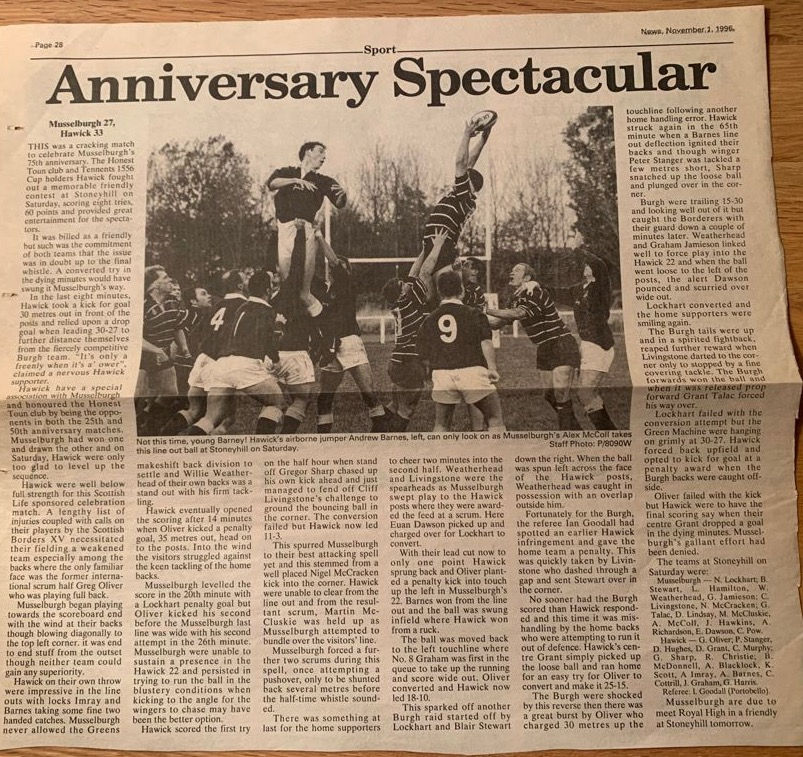 Page 28
Sport
News, November 1, 1996.
Anniversary Spectacular
Musselburgh 27,
Hawick 33
THIS was a cracking match
to celebrate Musselburgh's
75th anniversary. The Honest
Toun club and Tennents 1556
Cup holders Hawick fought
out a memorable friendly
contest at Stoneyhill on
Saturday, scoring eight tries,
60 points and provided great
entertainment for the specta-
tors.
It was billed as a friendly
but such was the commitment
of both teams that the issue
was in doubt up to the final
whistle. A converted try in
the dying minutes would have
swung it Musselburgh's way.
In the last eight minutes,
Hawick took a kick for goal
30 metres out in front of the
posts and relied upon a drop
goal when leading 30-27 to
further distance themselves
from the fiercely competitive
Burgh team. "It's only a
freenly when it's a' ower",
claimed a nervous Hawick
supporter.
Hawick have a special
association with Musselburgh
and honoured the Honest
Toun club by being the oppo-
nents in both the 25th and
50th anniversary matches.
Musselburgh had won one
and drawn the other and on
Saturday, Hawick were only
too glad to level up the
sequence.
Hawick were well below
full strength for this Scottish
Life sponsored celebration
match. A lengthy list of
injuries coupled with calls on
their players by the Scottish
Borders XV necessitated
their fielding a weakened
team especially among the
backs where the only familiar
face was the former interna-
tional scrum half Greg Oliver
who was playing full back.
Musselburgh began playing
towards the scoreboard end
with the wind at their backs
though blowing diagonally to
the top left corner. it was end
to end stuff from the outset
though neither team could
gain any superiority.
Hawick on their own throw
were impressive in the line
outs with locks Imray and
Barnes taking some fine two
handed catches. Musselburgh
never allowed the Greens
4
9
Not this time, young Barney! Hawick's airborne jumper Andrew Barnes, left, can only look on as Musselburgh's Alex McColl takes
this line out ball at Stoneyhill on Saturday.
Staff Photo: P/8090W
makeshift back division to
settle and Willie Weather-
head of their own backs was a
stand out with his firm tack-
ling.
Hawick eventually opened
the scoring after 14 minutes
when Oliver kicked a penalty
goal, 35 metres out, head on
to the posts. Into the wind
the visitors struggled against
the keen tackling of the home
backs.
Musselburgh levelled the
score in the 20th minute with
a Lockhart penalty goal but
Oliver kicked his second
before the Musselburgh last
line was wide with his second
attempt in the 26th minute.
Musselburgh were unable to
sustain a presence in the
Hawick 22 and persisted in
trying to run the ball in the
blustery conditions when
kicking to the angle for the
wingers to chase may have
been the better option.
Hawick scored the first try
on the half hour when stand
off Gregor Sharp chased up
his own kick ahead and just
managed to fend off Cliff
Livingstone's challenge to
ground the bouncing ball in
the corner. The conversion
failed but Hawick now led
11-3.
This spurred Musselburgh
to their best attacking spell
yet and this stemmed from a
well placed Nigel McCracken
kick into the corner. Hawick
were unable to clear from the
line out and from the resul-
tant scrum, Martin Mc-
Cluskie was held up as
Musselburgh attempted to
bundle over the visitors' line.
Musselburgh forced a fur-
ther two scrums during this
spell, once attempting a
pushover, only to be shunted
back several metres before
the half-time whistle sound-
ed.
There was something at
last for the home supporters
to cheer two minutes into the
second half. Weatherhead
and Livingstone were the
spearheads as Musselburgh
swept play to the Hawick
posts where they were award-
ed the feed at a scrum. Here
Euan Dawson picked up and
charged over for Lockhart to
convert.
With their lead cut now to
only one point Hawick
sprung back and Oliver plant-
ed a penalty kick into touch
up the left in Musselburgh's
22. Barnes won from the line
out and the ball was swung
infield where Hawick won
from a ruck.
The ball was moved back
to the left touchline where
No. 8 Graham was first in the
queue to take up the running
and score wide out. Oliver
converted and Hawick now
led 18-10.
This sparked off another
Burgh raid started off by
Lockhart and Blair Stewart
down the right. When the ball
was spun left across the face
of the Hawick' posts,
Weatherhead was caught in
possession with an overlap
outside him.
Fortunately for the Burgh,
the referee Ian Goodall had
spotted an earlier Hawick
infringement and gave the
home team a penalty. This
was quickly taken by Livin-
stone who dashed through a
gap and sent Stewart over in
the corner.
No sooner had the Burgh
scored than Hawick respond-
ed and this time it was mis-
handling by the home backs
who were attempting to run it
out of defence. Hawick's cen-
tre Grant simply picked up
the loose ball and ran home
for an easy try for Oliver to
convert and make it 25-15.
The Burgh were shocked
by this reverse then there was
a great burst by Oliver who
charged 30 metres up the
touchline following another
home handling error. Hawick
struck again in the 65th
minute when a Barnes line
out deflection ignited their
backs and though winger
Peter Stanger was tackled a
few metres short, Sharp
snatched up the loose ball
and plunged over in the cor-
ner.
Burgh were trailing 15-30
and looking well out of it but
caught the Borderers with
their guard down a couple of
minutes later. Weatherhead
and Graham Jamieson linked
well to force play into the
Hawick 22 and when the ball
went loose to the left of the
posts, the alert Dawson
pounced and scurried over
wide out.
Lockhart converted and
the home supporters were
smiling again.
The Burgh tails were up
and in a spirited fightback,
reaped further reward when
Livingstone darted to the cor-
ner only to stopped by a fine
covering tackle. The Burgh
forwards won the ball and
when it was released prop
forward Grant Talac forced
his way over.
Lockhart failed with the
conversion attempt but the
Green Machine were hanging
on grimly at 30-27. Hawick
forced back upfield and
opted to kick for goal at a
penalty award when the
Burgh backs were caught off-
side.
Oliver failed with the kick
but Hawick were to have the
final scoring say when their
centre Grant dropped a goal
in the dying minutes. Mussel-
burgh's gallant effort had
been denied.
The teams at Stoneyhill on
Saturday were:
Musselburgh — N. Lockhart; B.
Stewart, L. Hamilton, W.
Weatherhead, G. Jamieson; C.
Livingstone, N. McCracken, G.
Talac, D. Lindsay, M. McCluskie,
A. McColl, J. Hawkins, A.
Richardson, E. Dawson, C. Pow.
Hawick — G. Oliver; P. Stanger,
D. Hughes, D. Grant, C. Murphy;
G. Sharp, R. Christie, B.
McDonnell, A. Blacklock, K.
Scott, A Imray, A. Barnes, C.
Cottrill, J. Graham, G. Harris.
Referee: I. Goodall (Portobello).
Musselburgh are due to
meet Royal High in a friendly
at Stoneyhill tomorrow.